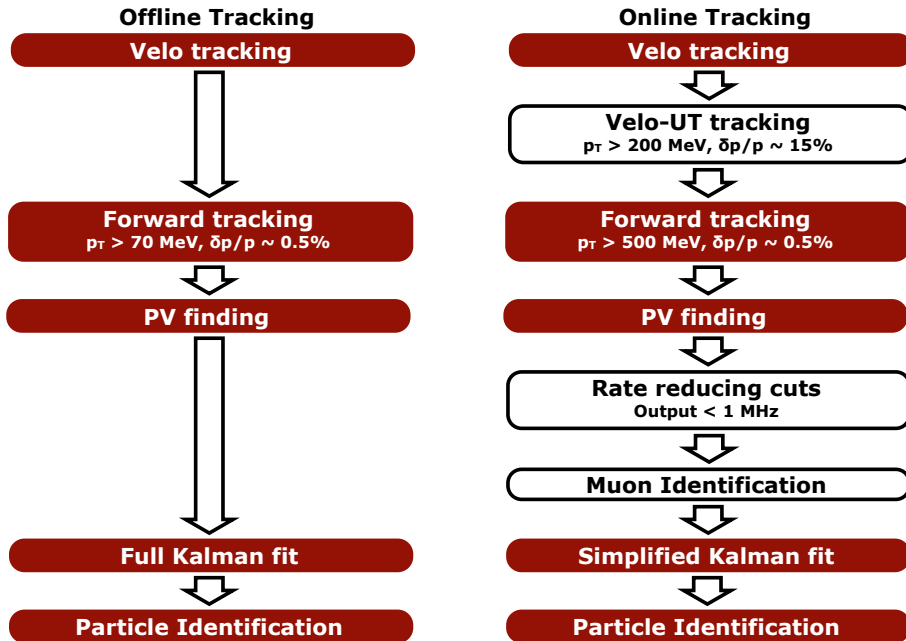 Offline Tracking
Velo tracking
Forward tracking
pT > 70 MeV, δp/p ~ 0.5%
PV finding
Full Kalman fit
Particle Identification
Online Tracking
Velo tracking
Velo-UT tracking
pT > 200 MeV, δp/p ~ 15%
Forward tracking
pT > 500 MeV, δp/p ~ 0.5%
PV finding
Rate reducing cuts
Output < 1 MHz
Muon Identification
Simplified Kalman fit
Particle Identification